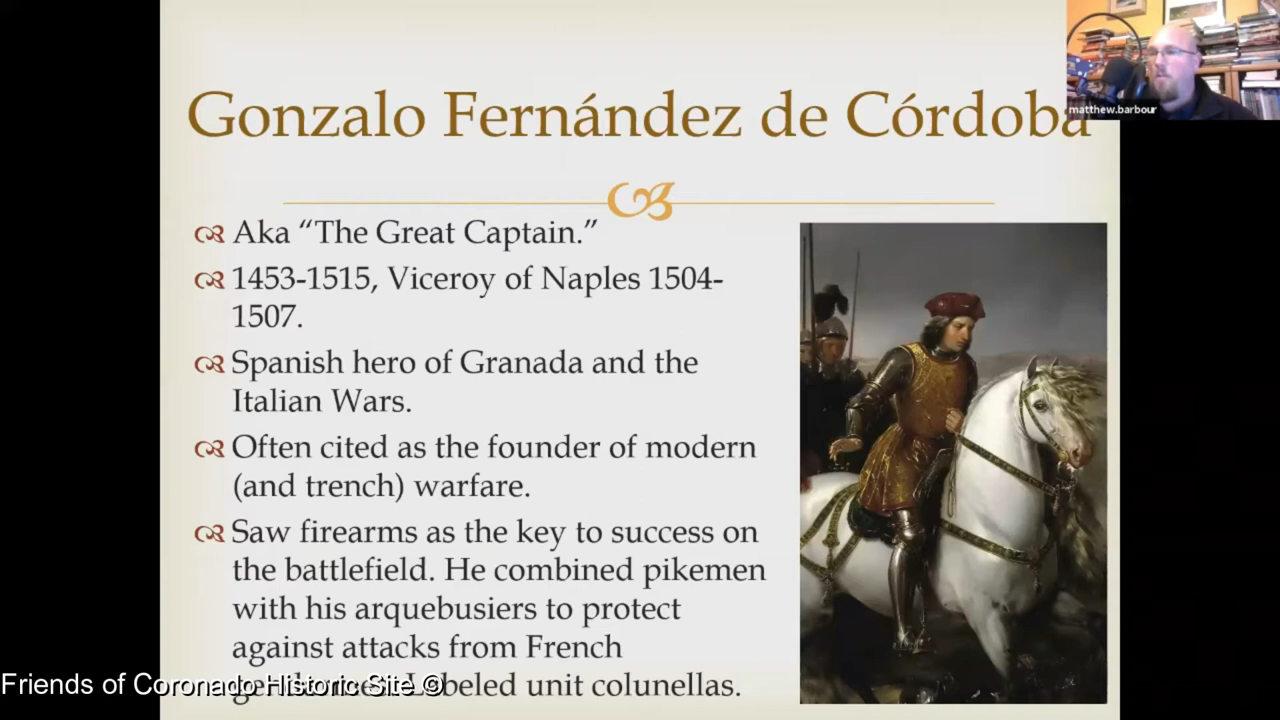 Gonzalo Fernández de Córdoba
matthew.barbour
Aka “The Great Captain.”
1453-1515, Viceroy of Naples 1504-
1507.
Spanish hero of Granada and the
Italian Wars.
Often cited as the founder of modern
(and trench) warfare.
Saw firearms as the key to success on
the battlefield. He combined pikemen
with his arquebusiers to protect
against attacks from French
unit colunellas.
Friends of Coronado Historic Site ©